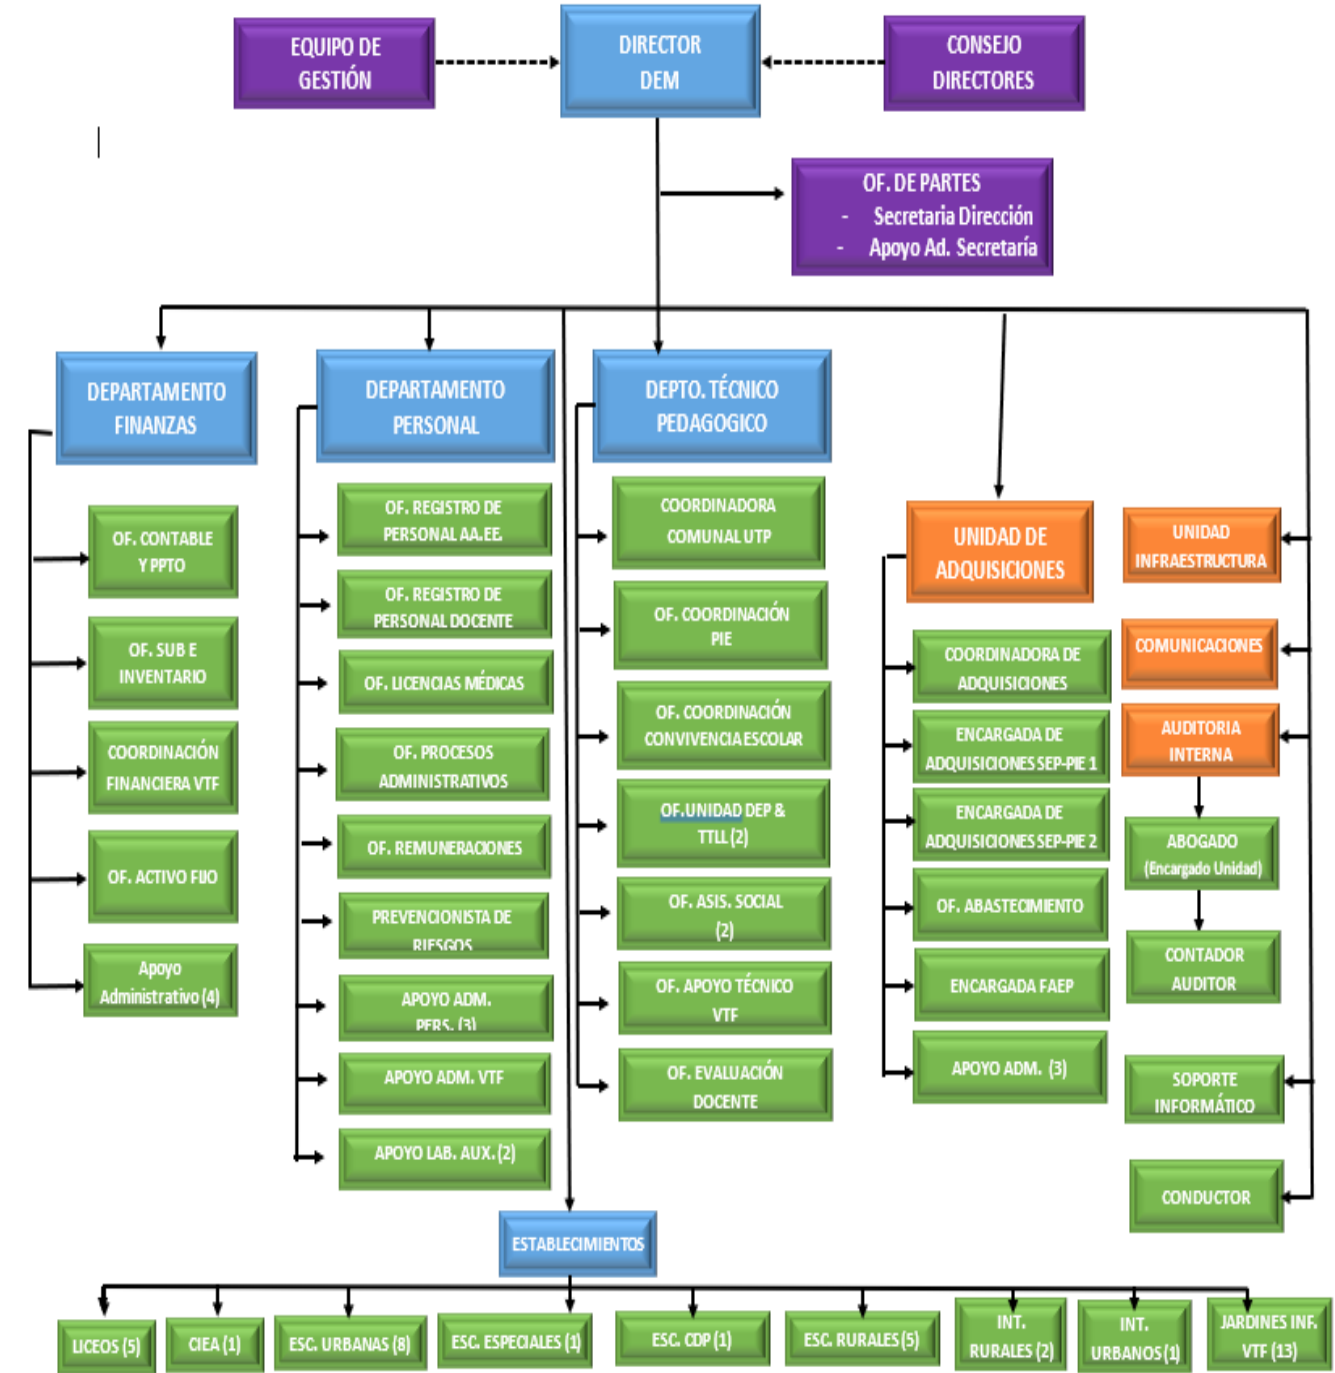 EQUIPO DE
GESTIÓN
DIRECTOR
DEM
CONSEJO
DIRECTORES
OF. DE PARTES
- Secretaria Dirección
- Apoyo Ad. Secretaría
DEPARTAMENTO
FINANZAS
OF. CONTABLE
Y PPTO
OF. SUB E
INVENTARIO
COORDINACIÓN
FINANCIERA VTF
OF. ACTIVO FIJO
Apoyo
Administrativo (4)
DEPARTAMENTO
PERSONAL
OF. REGISTRO DE
PERSONAL AA.EE.
OF. REGISTRO DE
PERSONAL DOCENTE
OF. LICENCIAS MÉDICAS
OF. PROCESOS
ADMINISTRATIVOS
OF. REMUNERACIONES
PREVENCIONISTA DE
RIESGOS
APOYO ADM.
PERS. (3)
APOYO ADM. VTF
APOYO LAB. AUX. (2)
DEPTO. TÉCNICO
PEDAGOGICO
COORDINADORA
COMUNAL UTP
OF. COORDINACIÓN
PIE
OF. COORDINACIÓN
CONVIVENCIA ESCOLAR
OF.UNIDAD DEP &
TTLL (2)
OF. ASIS. SOCIAL
(2)
OF. APOYO TÉCNICO
VTF
OF. EVALUACIÓN
DOCENTE
UNIDAD DE
ADQUISICIONES
COORDINADORA DE
ADQUISICIONES
ENCARGADA DE
ADQUISICIONES SEP-PIE 1
ENCARGADA DE
ADQUISICIONES SEP-PIE 2
OF. ABASTECIMIENTO
ENCARGADA FAEP
APOYO ADM. (3)
UNIDAD
INFRAESTRUCTURA
COMUNICACIONES
AUDITORIA
INTERNA
ABOGADO
(Encargado Unidad)
CONTADOR
AUDITOR
SOPORTE
INFORMÁTICO
CONDUCTOR
ESTABLECIMIENTOS
LICEOS (5)
CIEA (1)
ESC. URBANAS (8)
ESC. ESPECIALES (1)
ESC. CDP (1)
ESC. RURALES (5)
INT.
RURALES (2)
INT.
URBANOS (1)
JARDINES INF.
VTF (13)